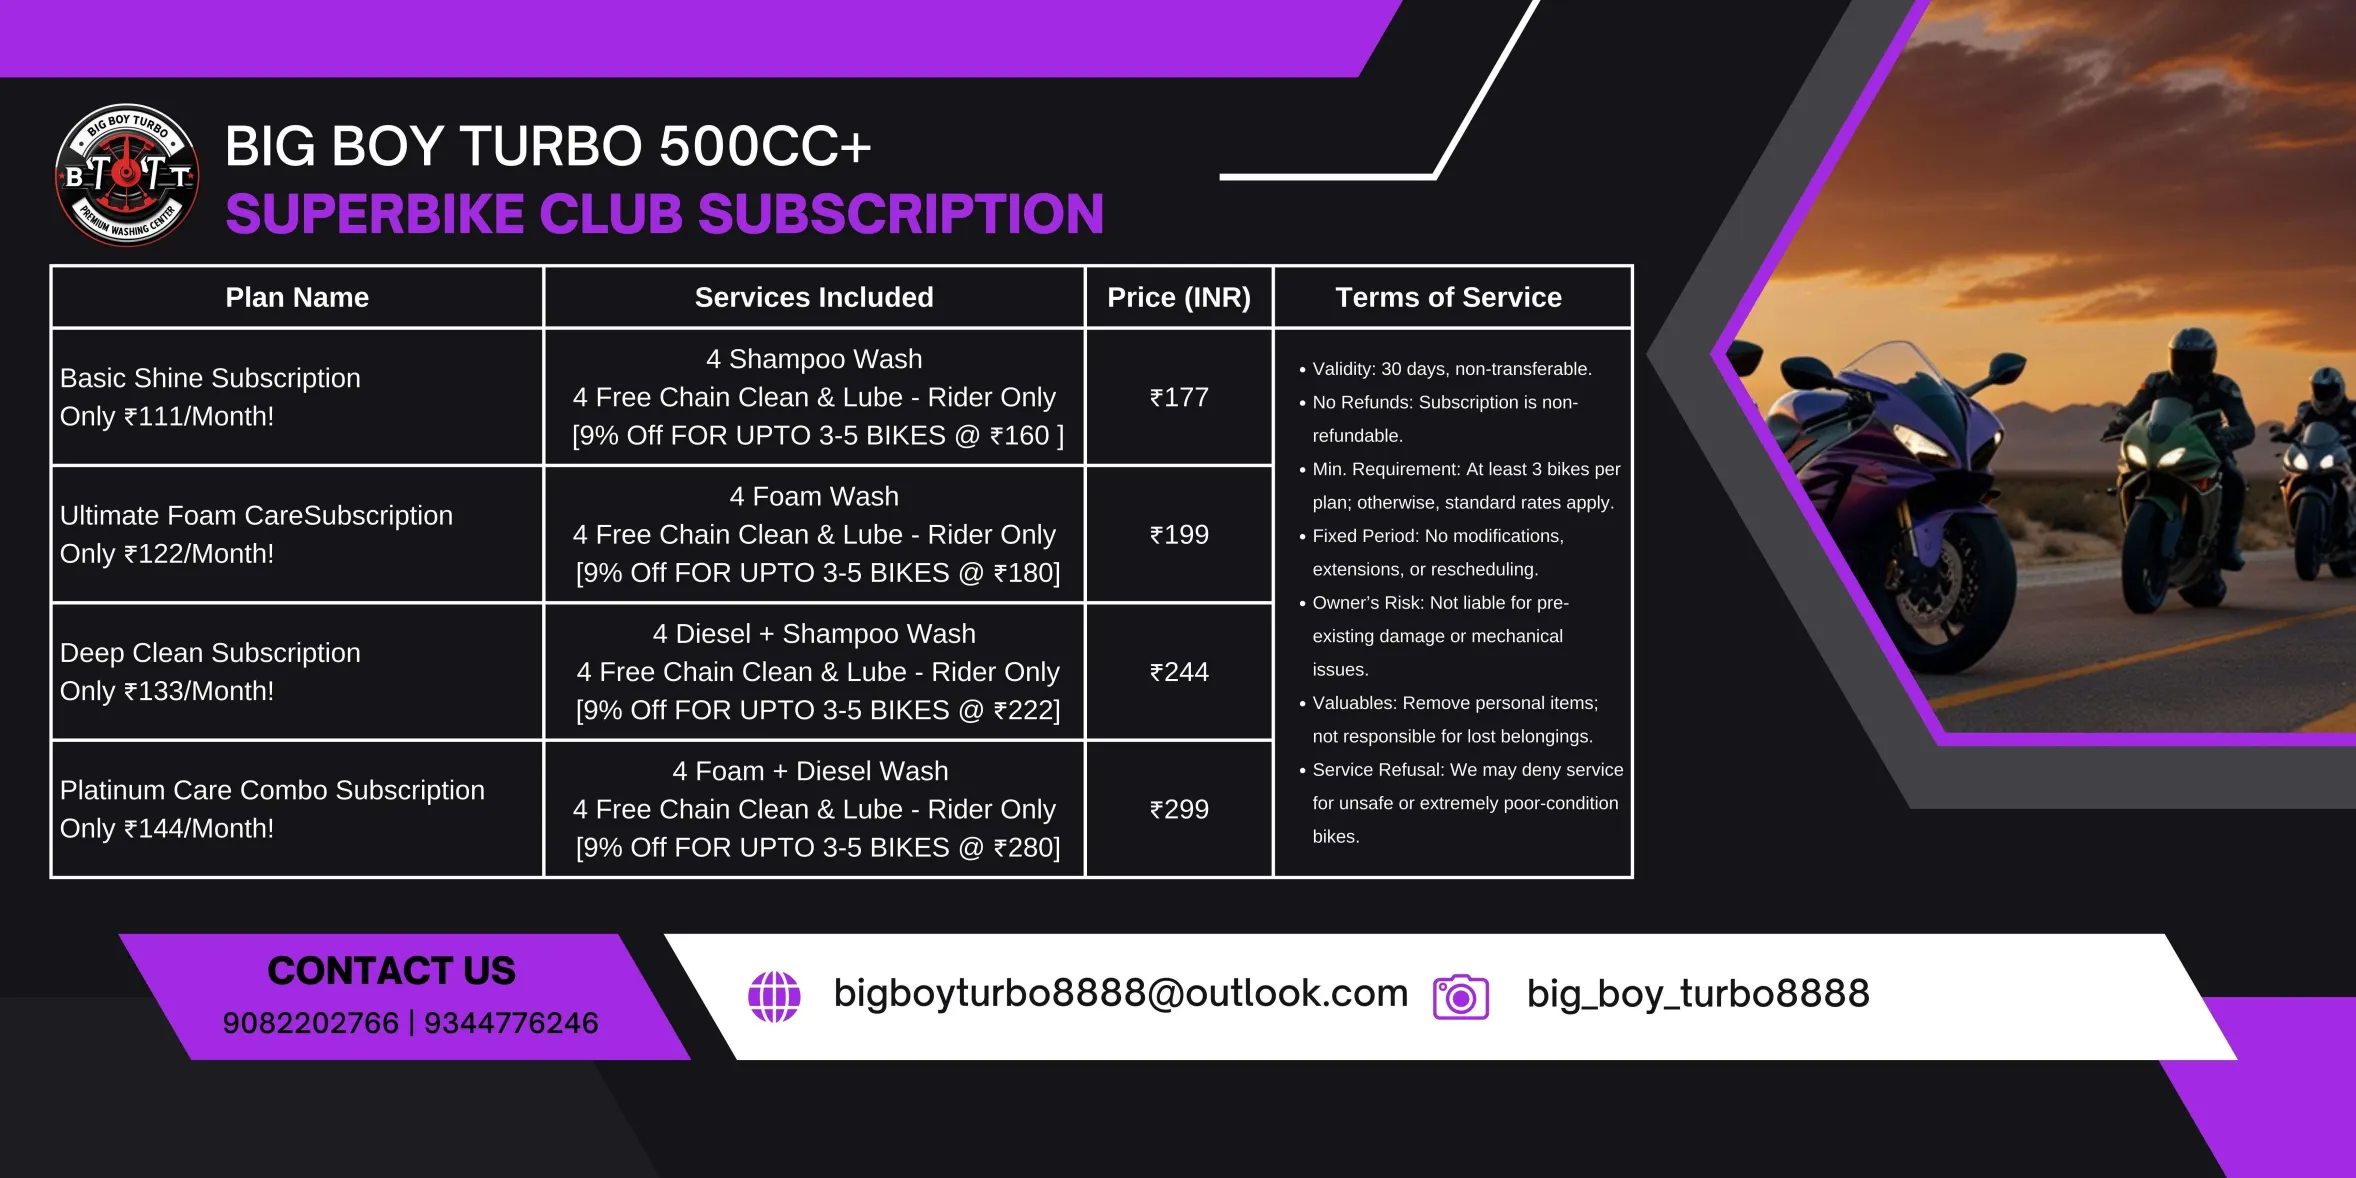 BIG BOY TURBO
B T T T
PREMIUM WASHING CENTER
BIG BOY TURBO 500CC+
SUPERBIKE CLUB SUBSCRIPTION
Plan Name
Services Included
Price (INR)
Terms of Service
Basic Shine Subscription
Only ₹111/Month!
4 Shampoo Wash
4 Free Chain Clean & Lube - Rider Only
[9% Off FOR UPTO 3-5 BIKES @ ₹160 ]
₹177
Ultimate Foam CareSubscription
Only ₹122/Month!
4 Foam Wash
4 Free Chain Clean & Lube - Rider Only
[9% Off FOR UPTO 3-5 BIKES @ ₹180]
₹199
Deep Clean Subscription
Only ₹133/Month!
4 Diesel + Shampoo Wash
4 Free Chain Clean & Lube - Rider Only
[9% Off FOR UPTO 3-5 BIKES @ ₹222]
₹244
Platinum Care Combo Subscription
Only ₹144/Month!
4 Foam + Diesel Wash
4 Free Chain Clean & Lube - Rider Only
[9% Off FOR UPTO 3-5 BIKES @ ₹280]
₹299
• Validity: 30 days, non-transferable.
• No Refunds: Subscription is non-
refundable.
• Min. Requirement: At least 3 bikes per
plan; otherwise, standard rates apply.
• Fixed Period: No modifications,
extensions, or rescheduling.
• Owner’s Risk: Not liable for pre-
existing damage or mechanical
issues.
• Valuables: Remove personal items;
not responsible for lost belongings.
• Service Refusal: We may deny service
for unsafe or extremely poor-condition
bikes.
CONTACT US
9082202766 | 9344776246
bigboyturbo8888@outlook.com
big_boy_turbo8888